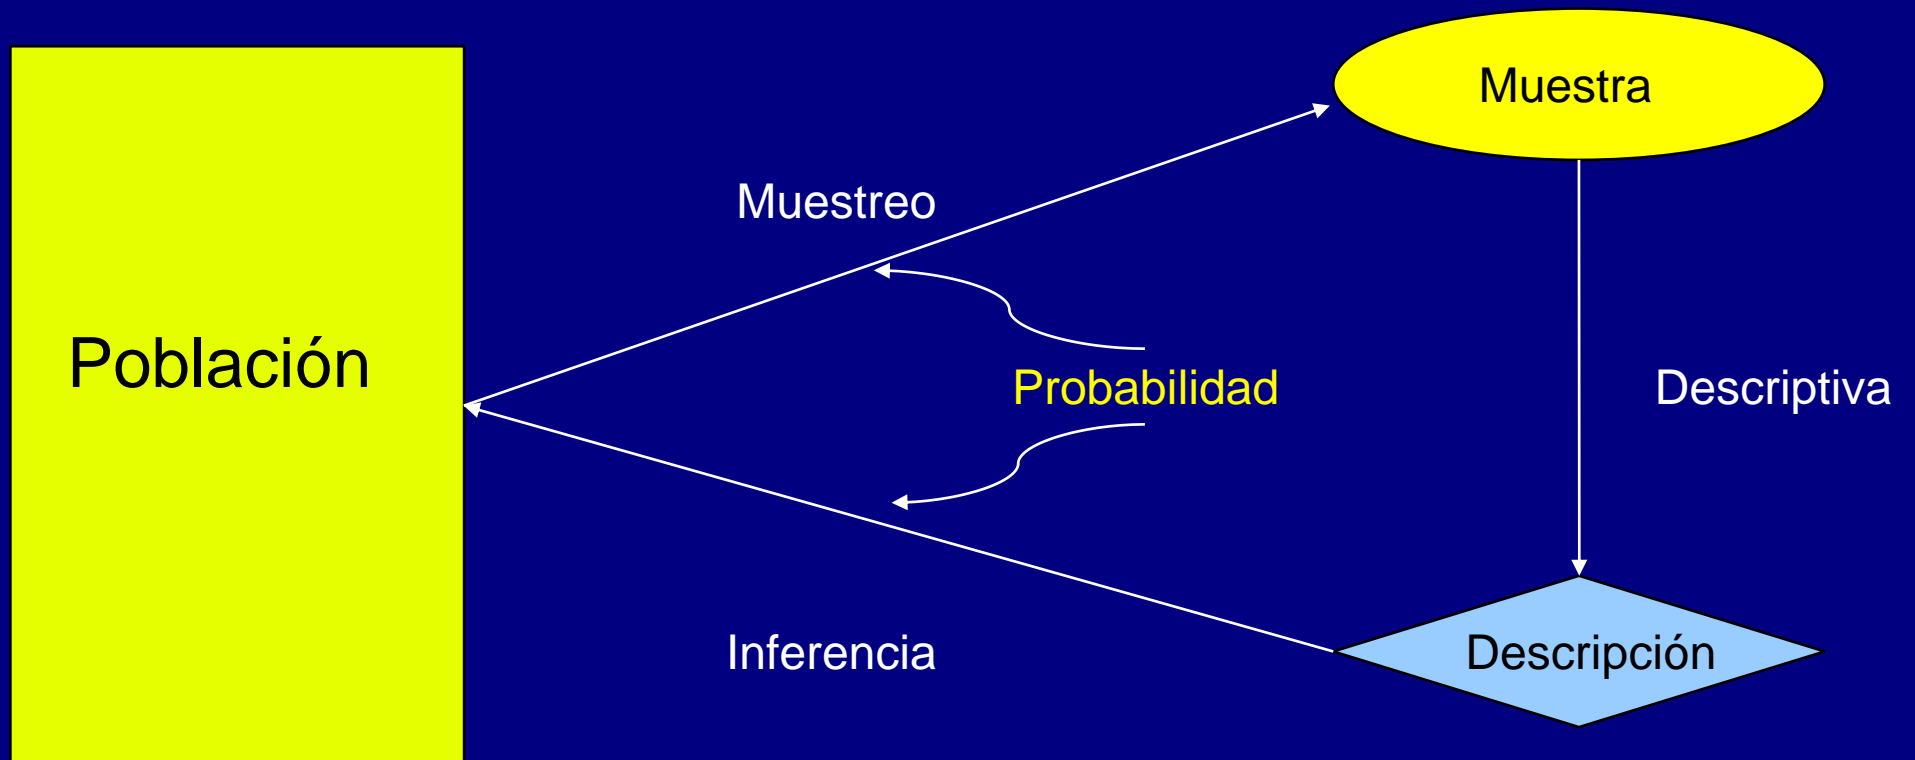 Muestra
Muestreo
Población
Probabilidad
Descriptiva
Inferencia
Descripción